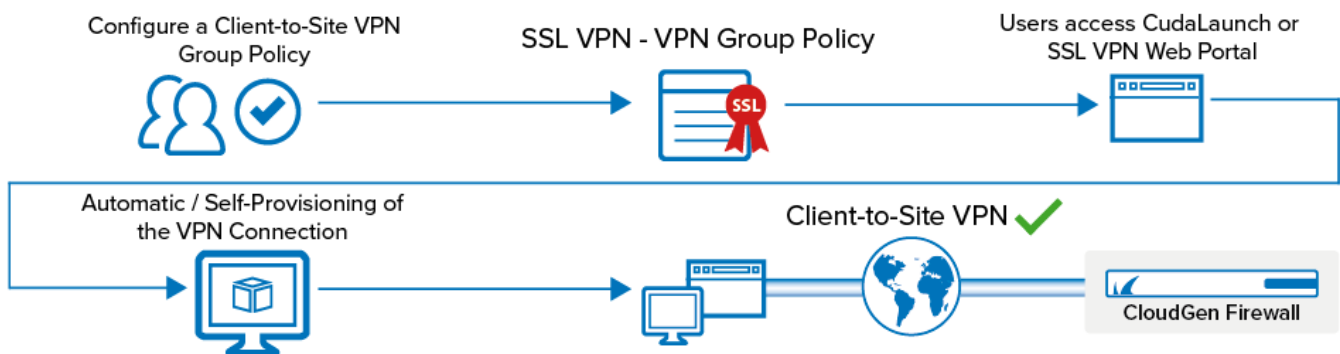 Configure a Client-to-Site VPN
Group Policy
SSL VPN - VPN Group Policy
Users access CudaLaunch or
SSL VPN Web Portal
SSL
Automatic / Self-Provisioning of
the VPN Connection
Client-to-Site VPN
CloudGen Firewall